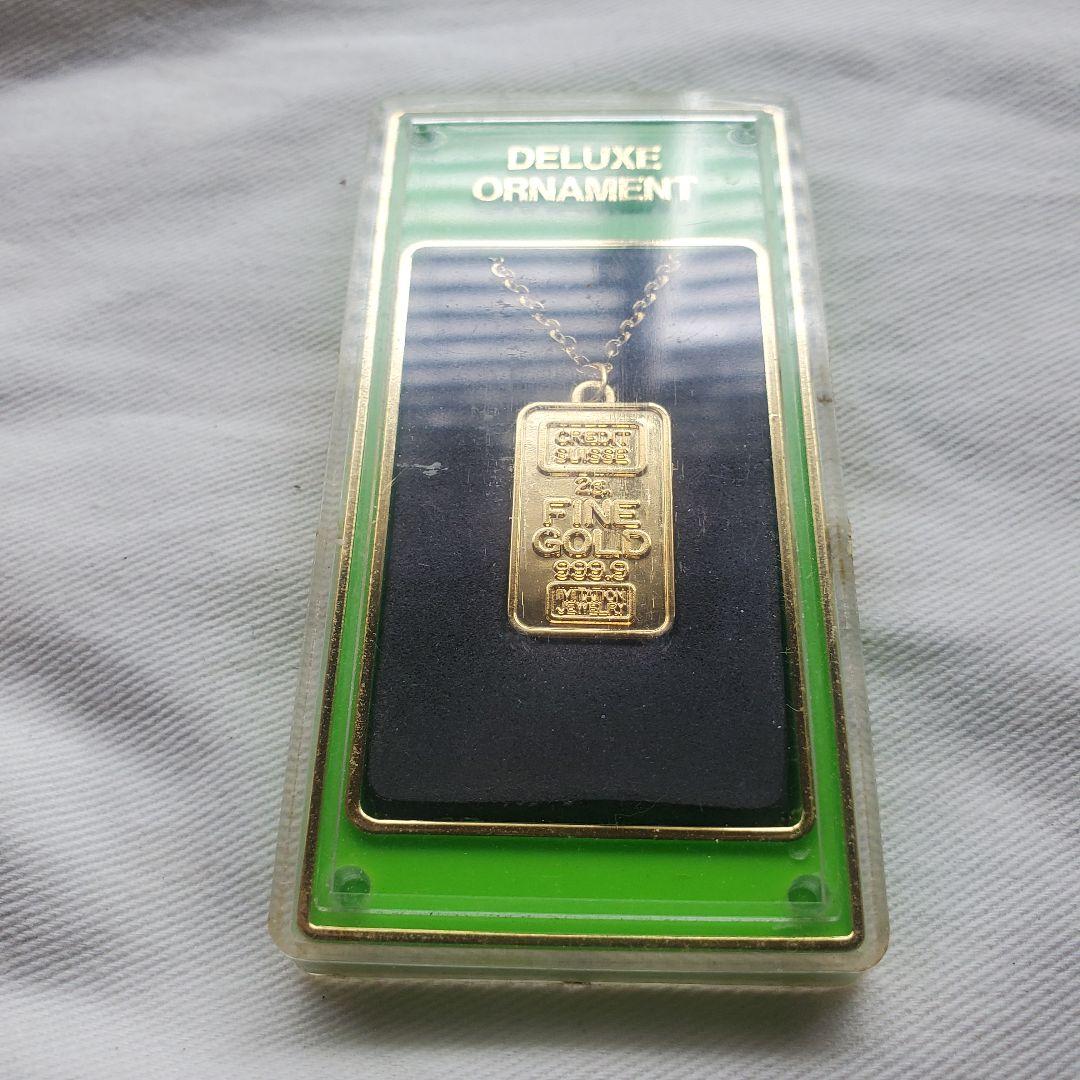 DELUXE
ORNAMENT
CREDIT
SUISSE
2g.
FINE
GOLD
999.9
IMITATION
JEWELRY